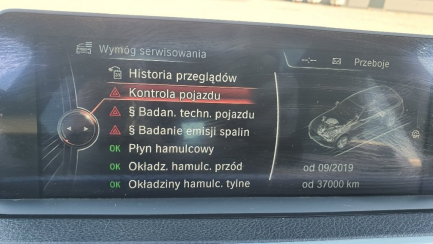 Wymóg serwisowania
Przeboje
Historia przeglądów
Kontrola pojazdu
§ Badan. techn. pojazdu
§ Badanie emisji spalin
OK Płyn hamulcowy
OK Okładz. hamulc. przód
OK Okładziny hamulc. tylne
od 09/2019
od 37000 km